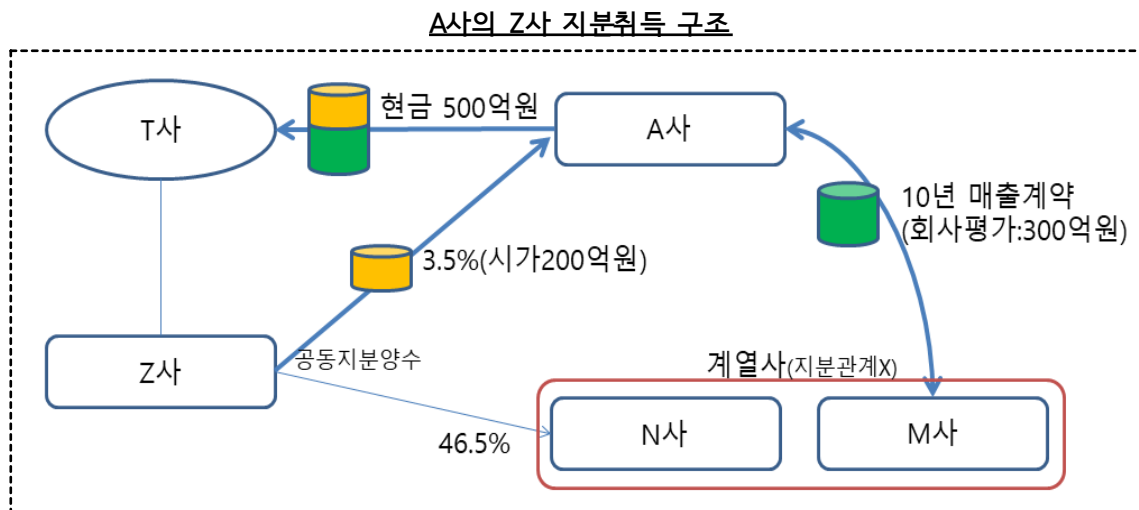 A사의 Z사 지분취득 구조
T사
현금 500억원
A사
10년 매출계약
(회사평가:300억원)
3.5%(시가200억원)
Z사
공동지분양수
계열사(지분관계X)
46.5%
N사
M사